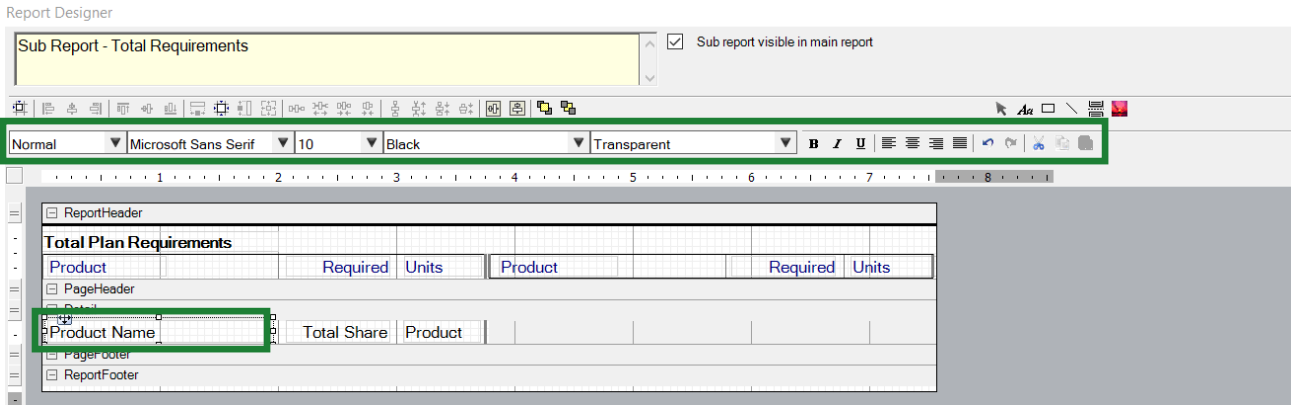 Report Designer
Sub Report - Total Requirements
Sub report visible in main report
Aa
Normal Microsoft Sans Serif 10 Black Transparent B I U
1 2 3 4 5 6 7 8
ReportHeader
Total Plan Requirements
Product Required Units Product Required Units
PageHeader
Detail
Product Name Total Share Product
PageFooter
ReportFooter